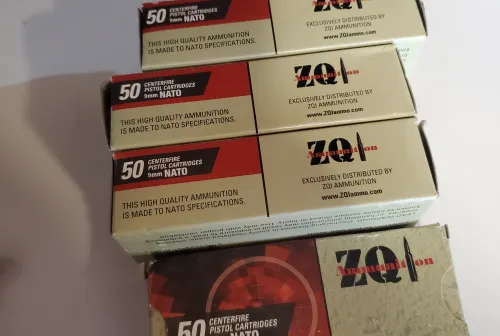 50 CENTERFIRE
PISTOL CARTRIDGES
9mm NATO
THIS HIGH QUALITY AMMUNITION
IS MADE TO NATO SPECIFICATIONS.
EXCLUSIVELY DISTRIBUTED BY
ZQI AMMUNITION
www.ZQIammo.com
50 CENTERFIRE
PISTOL CARTRIDGES
9mm NATO
THIS HIGH QUALITY AMMUNITION
IS MADE TO NATO SPECIFICATIONS.
ZQI
Ammunition
EXCLUSIVELY DISTRIBUTED BY
ZQI AMMUNITION
www.ZQIammo.com
50 CENTERFIRE
PISTOL CARTRIDGES
9mm NATO
THIS HIGH QUALITY AMMUNITION
IS MADE TO NATO SPECIFICATIONS.
ZQI
Ammunition
EXCLUSIVELY DISTRIBUTED BY
ZQI AMMUNITION
www.ZQIammo.com
ZQI
Ammunition
50 CENTERFIRE
PISTOL CARTRIDGES
NATO